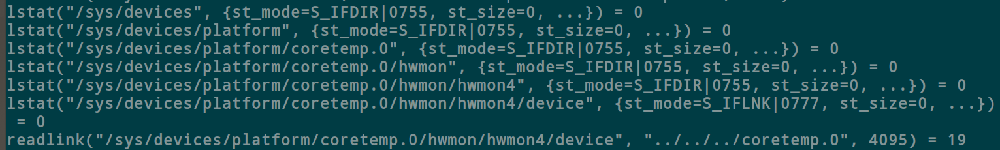 lstat("/sys/devices", {st_mode=S_IFDIR|0755, st_size=0, ...}) = 0
lstat("/sys/devices/platform", {st_mode=S_IFDIR|0755, st_size=0, ...}) = 0
lstat("/sys/devices/platform/coretemp.0", {st_mode=S_IFDIR|0755, st_size=0, ...}) = 0
lstat("/sys/devices/platform/coretemp.0/hwmon", {st_mode=S_IFDIR|0755, st_size=0, ...}) = 0
lstat("/sys/devices/platform/coretemp.0/hwmon/hwmon4", {st_mode=S_IFDIR|0755, st_size=0, ...}) = 0
lstat("/sys/devices/platform/coretemp.0/hwmon/hwmon4/device", {st_mode=S_IFLNK|0777, st_size=0, ...})
 = 0
readlink("/sys/devices/platform/coretemp.0/hwmon/hwmon4/device", "../../../coretemp.0", 4095) = 19